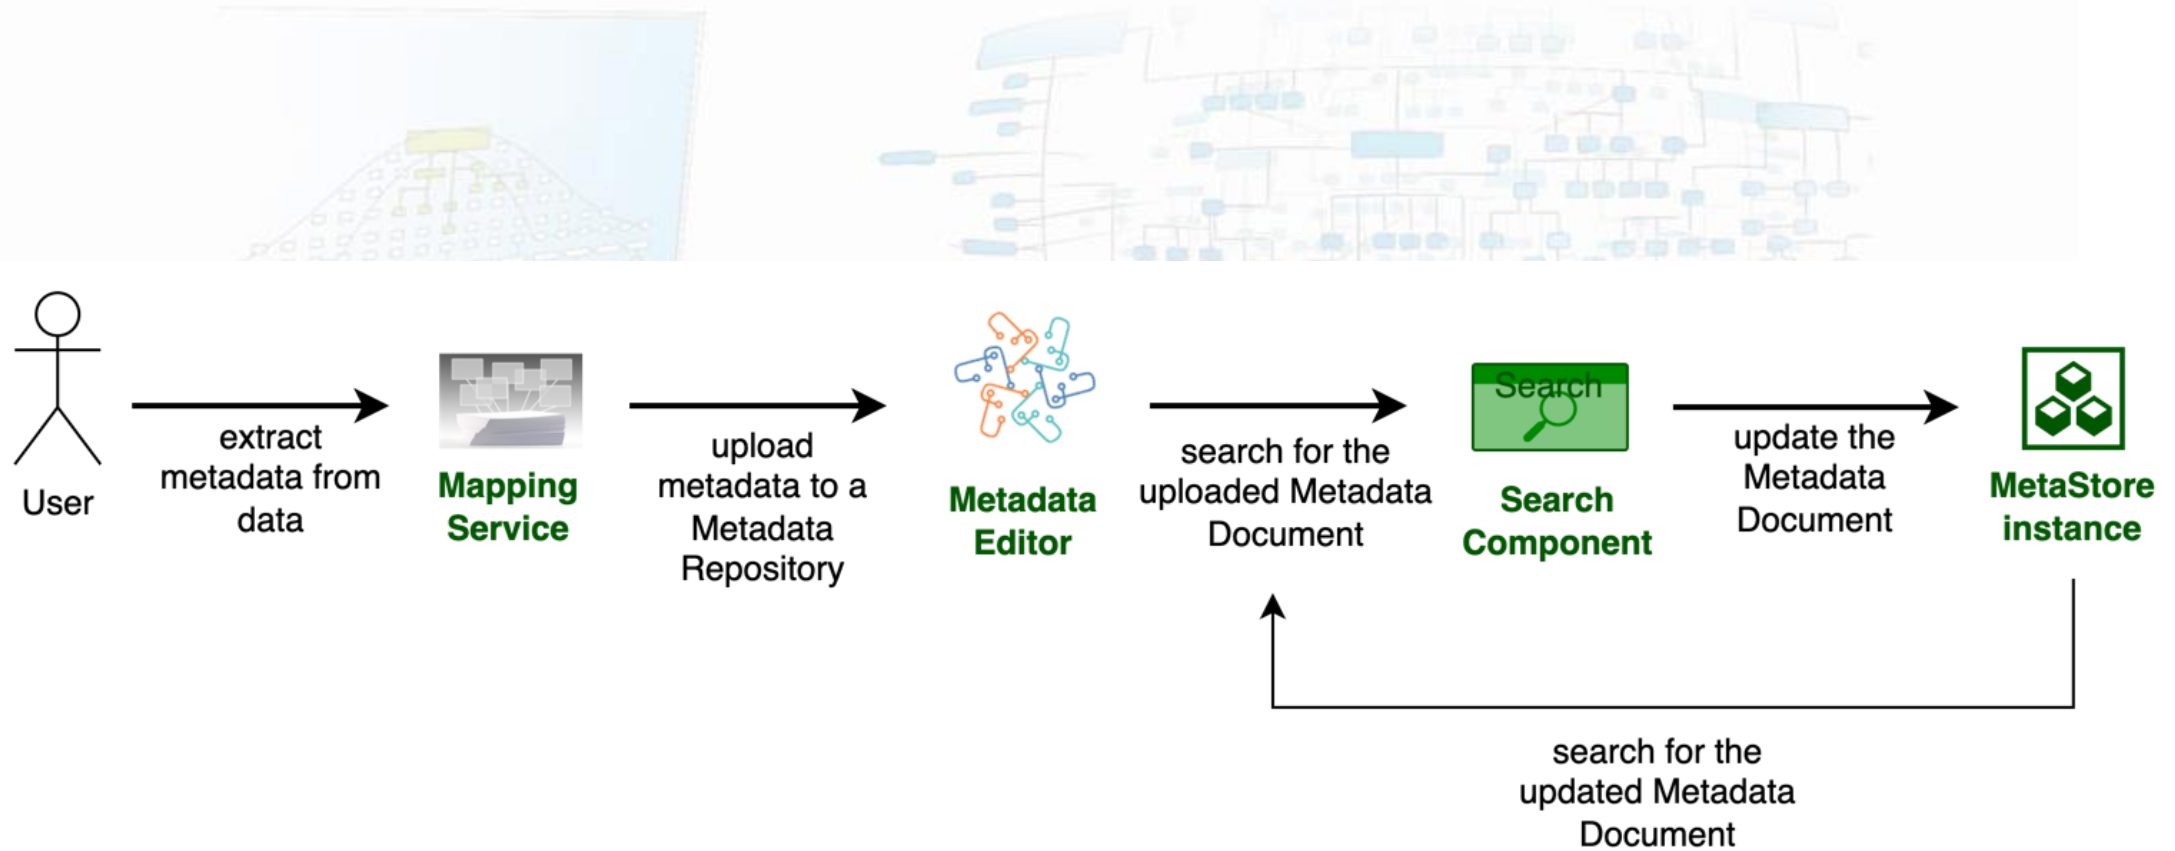 User
extract
metadata from
data
Mapping
Service
upload
metadata to a
Metadata
Repository
Metadata
Editor
search for the
uploaded Metadata
Document
Search
Search
Component
update the
Metadata
Document
MetaStore
instance
search for the
updated Metadata
Document